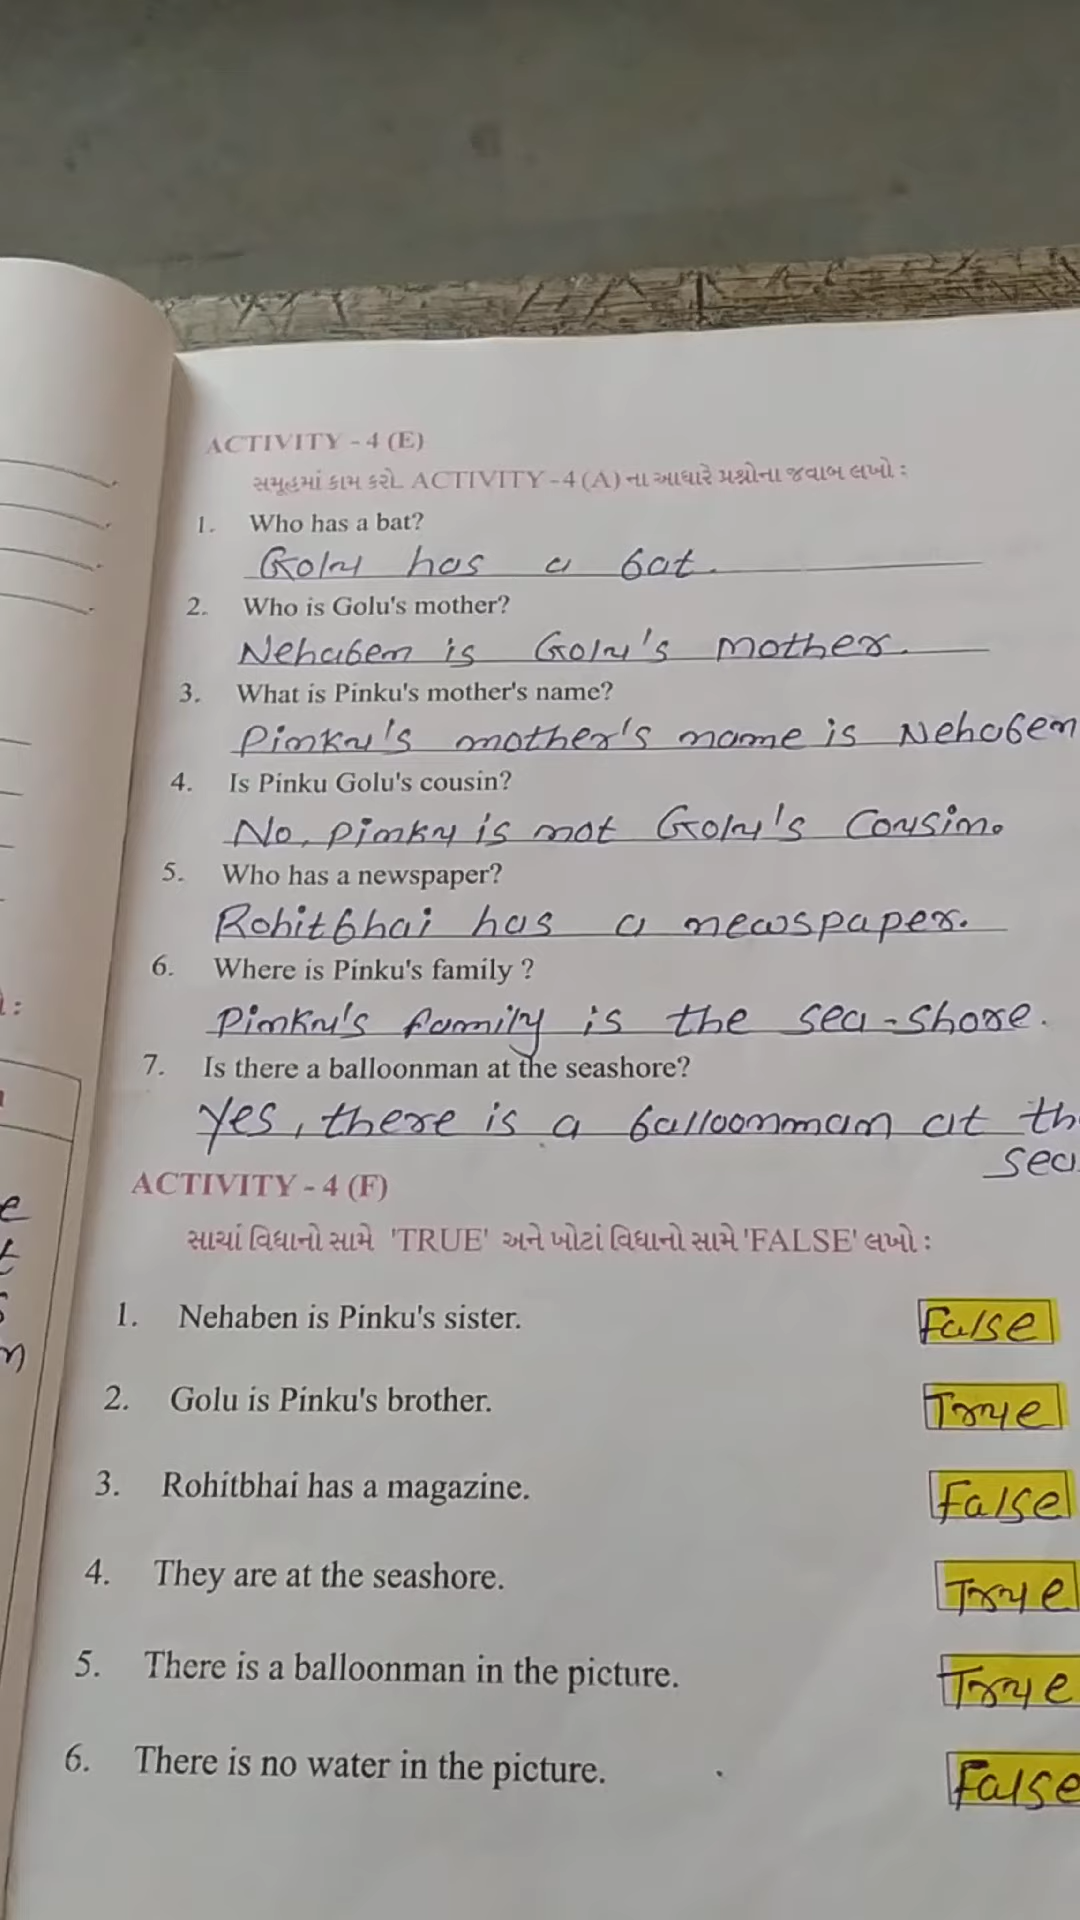 ACTIVITY - 4 (E)
સમૂહમાં કામ કરો. ACTIVITY -4 (A) ના આધારે પ્રશ્નોના જવાબ લખો :
1. Who has a bat?
Golu has a bat.
2. Who is Golu's mother?
Nehaben is Golu's mother.
3. What is Pinku's mother's name?
Pinku's mother's name is Nehaben
4. Is Pinku Golu's cousin?
No, Pinku is not Golu's Cousin.
5. Who has a newspaper?
Rohitbhai has a newspaper.
6. Where is Pinku's family ?
Pinku's family is the sea-shore.
7. Is there a balloonman at the seashore?
Yes, there is a balloonman at th
sea
ACTIVITY - 4 (F)
સાચાં વિધાનો સામે 'TRUE' અને ખોટાં વિધાનો સામે 'FALSE' લખો :
1. Nehaben is Pinku's sister. False
2. Golu is Pinku's brother. True
3. Rohitbhai has a magazine. False
4. They are at the seashore. True
5. There is a balloonman in the picture. True
6. There is no water in the picture. False